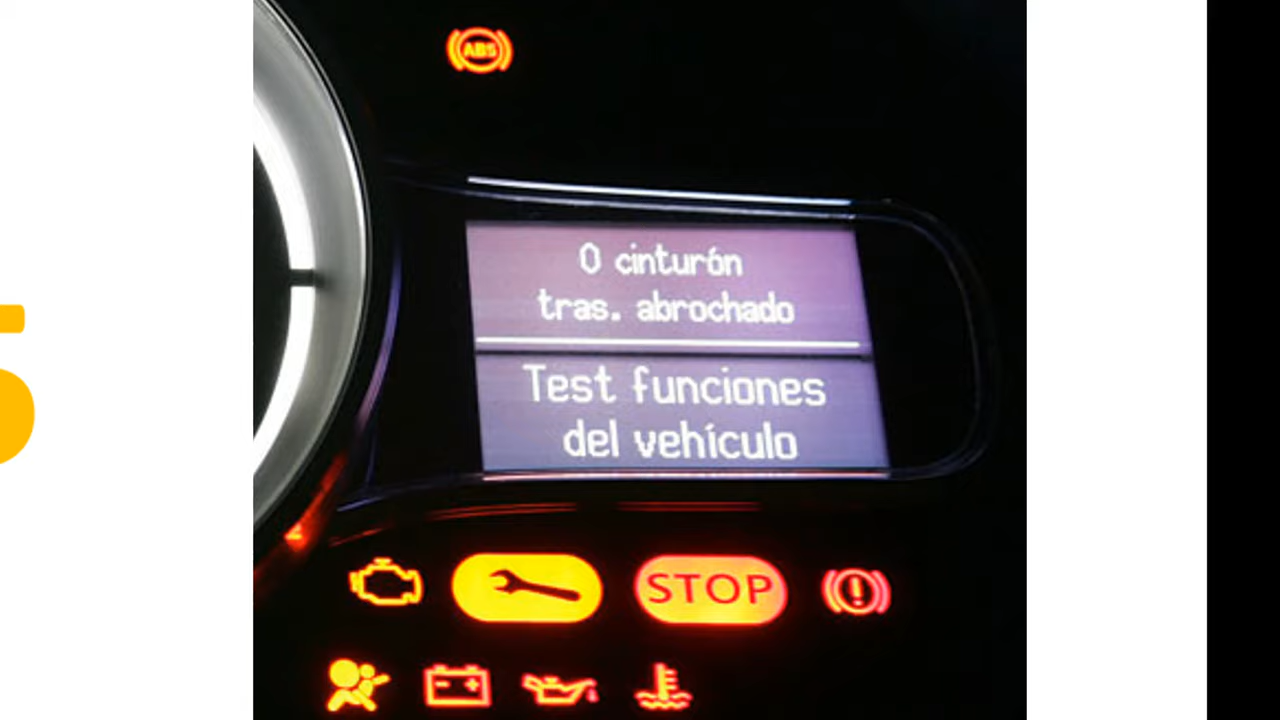 ABS
0 cinturón
tras. abrochado
Test funciones
del vehículo
STOP